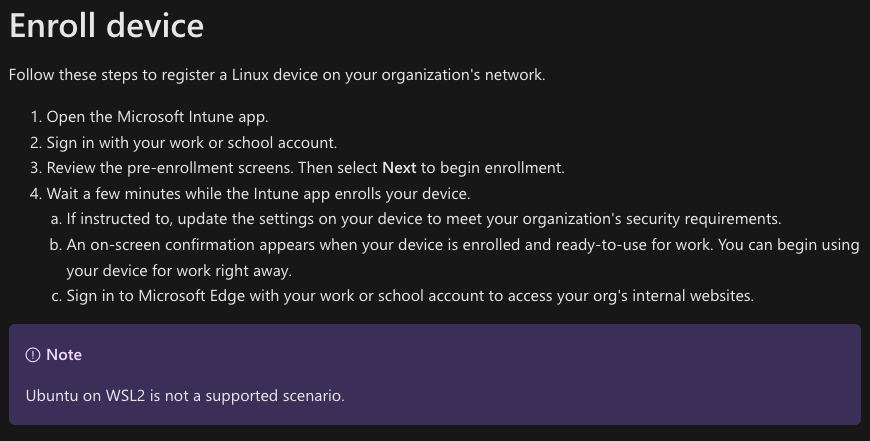 Enroll device
Follow these steps to register a Linux device on your organization's network.
1. Open the Microsoft Intune app.
2. Sign in with your work or school account.
3. Review the pre-enrollment screens. Then select Next to begin enrollment.
4. Wait a few minutes while the Intune app enrolls your device.
a. If instructed to, update the settings on your device to meet your organization's security requirements.
b. An on-screen confirmation appears when your device is enrolled and ready-to-use for work. You can begin using
your device for work right away.
c. Sign in to Microsoft Edge with your work or school account to access your org's internal websites.
Note
Ubuntu on WSL2 is not a supported scenario.